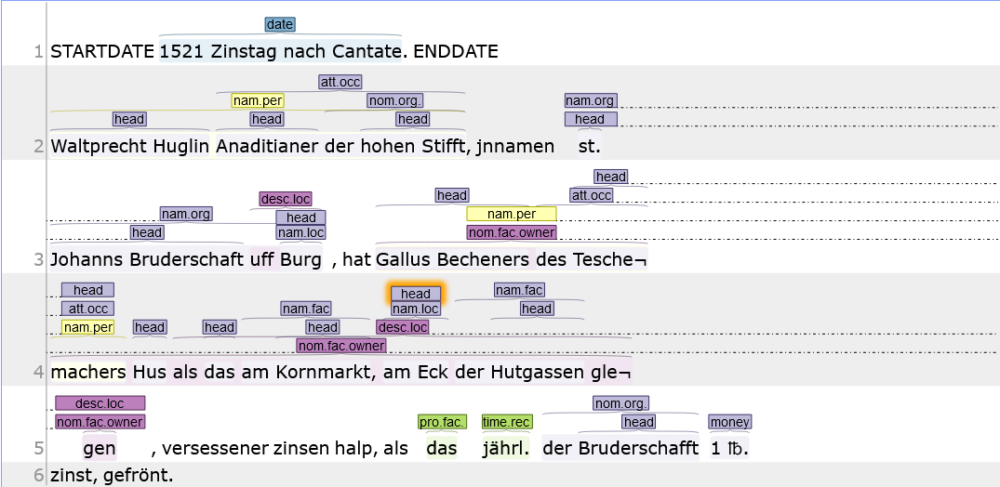 date
1 STARTDATE 1521 Zinstag nach Cantate. ENDDATE
att.occ
nam.per nom.org. nam.org
head head head head
2 Waltprecht Huglin Anaditianer der hohen Stifft, jnnamen st.
head
desc.loc head att.occ
nam.org head nam.per
head nam.loc nom.fac.owner
3 Johanns Bruderschaft uff Burg , hat Gallus Becheners des Tesche¬
head head nam.fac
att.occ nam.fac nam.loc head
nam.per head head head desc.loc
nom.fac.owner
4 machers Hus als das am Kornmarkt, am Eck der Hutgassen gle¬
desc.loc nom.org.
nom.fac.owner pro.fac. time.rec head money
5 gen , versessener zinsen halp, als das jährl. der Bruderschafft 1 ℔.
6 zinst, gefrönt.